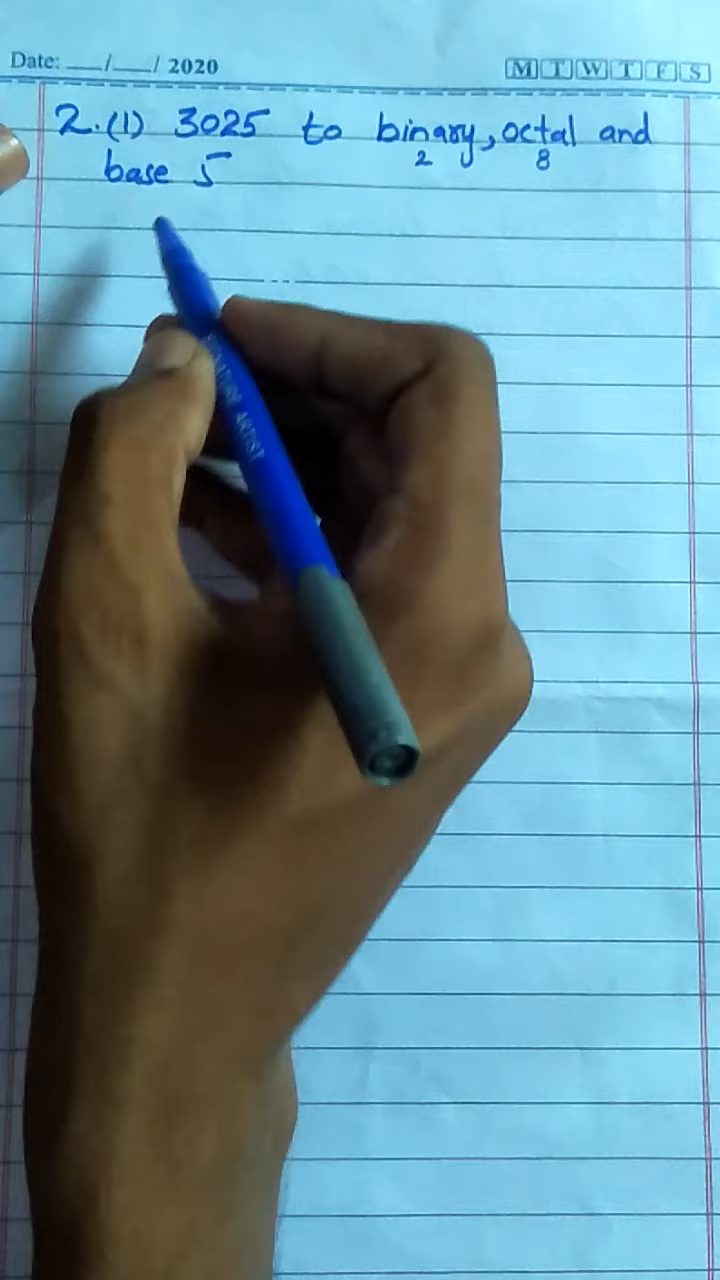 Date: __/__/ 2020
M T W T F S
2.(1) 3025 to binary, octal and
2 8
base 5